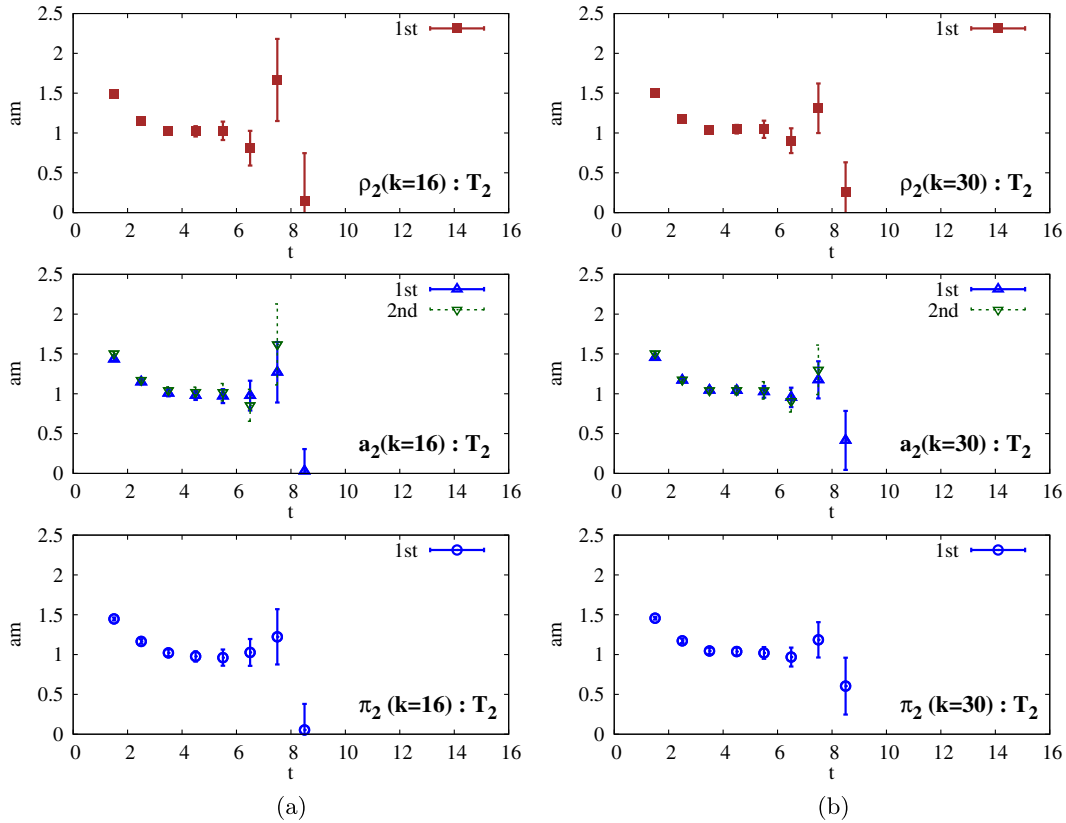 2.5
2
1.5
1
0.5
0
am
1st
ρ2(k=16) : T2
0 2 4 6 8 10 12 14 16
t
2.5
2
1.5
1
0.5
0
am
1st
ρ2(k=30) : T2
0 2 4 6 8 10 12 14 16
t
2.5
2
1.5
1
0.5
0
am
1st
2nd
a2(k=16) : T2
0 2 4 6 8 10 12 14 16
t
2.5
2
1.5
1
0.5
0
am
1st
2nd
a2(k=30) : T2
0 2 4 6 8 10 12 14 16
t
2.5
2
1.5
1
0.5
0
am
1st
π2 (k=16) : T2
0 2 4 6 8 10 12 14 16
t
2.5
2
1.5
1
0.5
0
am
1st
π2 (k=30) : T2
0 2 4 6 8 10 12 14 16
t
(a)
(b)